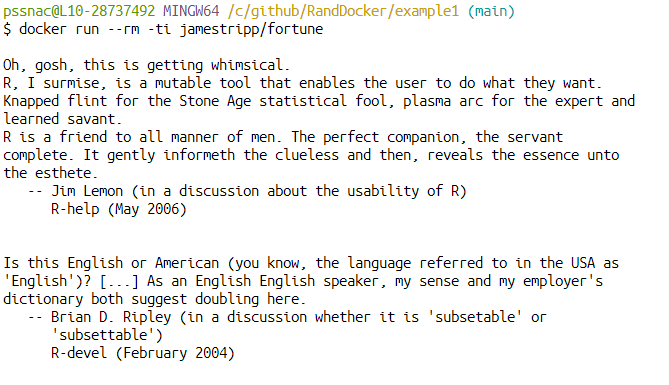 pssnac@L10-28737492 MINGW64 /c/github/RandDocker/example1 (main)
$ docker run --rm -ti jamestripp/fortune
Oh, gosh, this is getting whimsical.
R, I surmise, is a mutable tool that enables the user to do what they want.
Knapped flint for the Stone Age statistical fool, plasma arc for the expert and
learned savant.
R is a friend to all manner of men. The perfect companion, the servant
complete. It gently informeth the clueless and then, reveals the essence unto
the esthete.
-- Jim Lemon (in a discussion about the usability of R)
R-help (May 2006)
Is this English or American (you know, the language referred to in the USA as
'English')? [...] As an English English speaker, my sense and my employer's
dictionary both suggest doubling here.
-- Brian D. Ripley (in a discussion whether it is 'subsetable' or
'subsettable')
R-devel (February 2004)